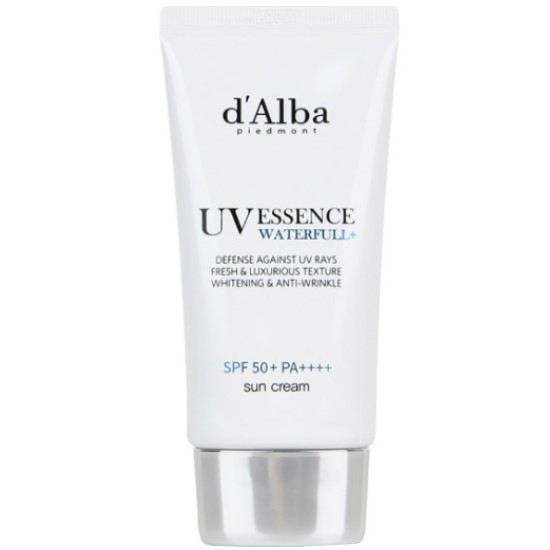 d'Alba
piedmont
UV ESSENCE
WATERFULL+
DEFENSE AGAINST UV RAYS
FRESH & LUXURIOUS TEXTURE
WHITENING & ANTI-WRINKLE
SPF 50+ PA++++
sun cream